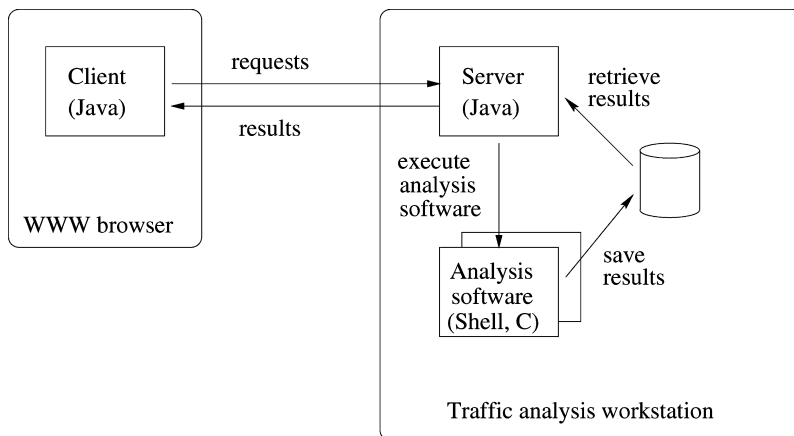 Client
(Java)
WWW browser
requests
results
Server
(Java)
retrieve
results
execute
analysis
software
save
results
Analysis
software
(Shell, C)
Traffic analysis workstation